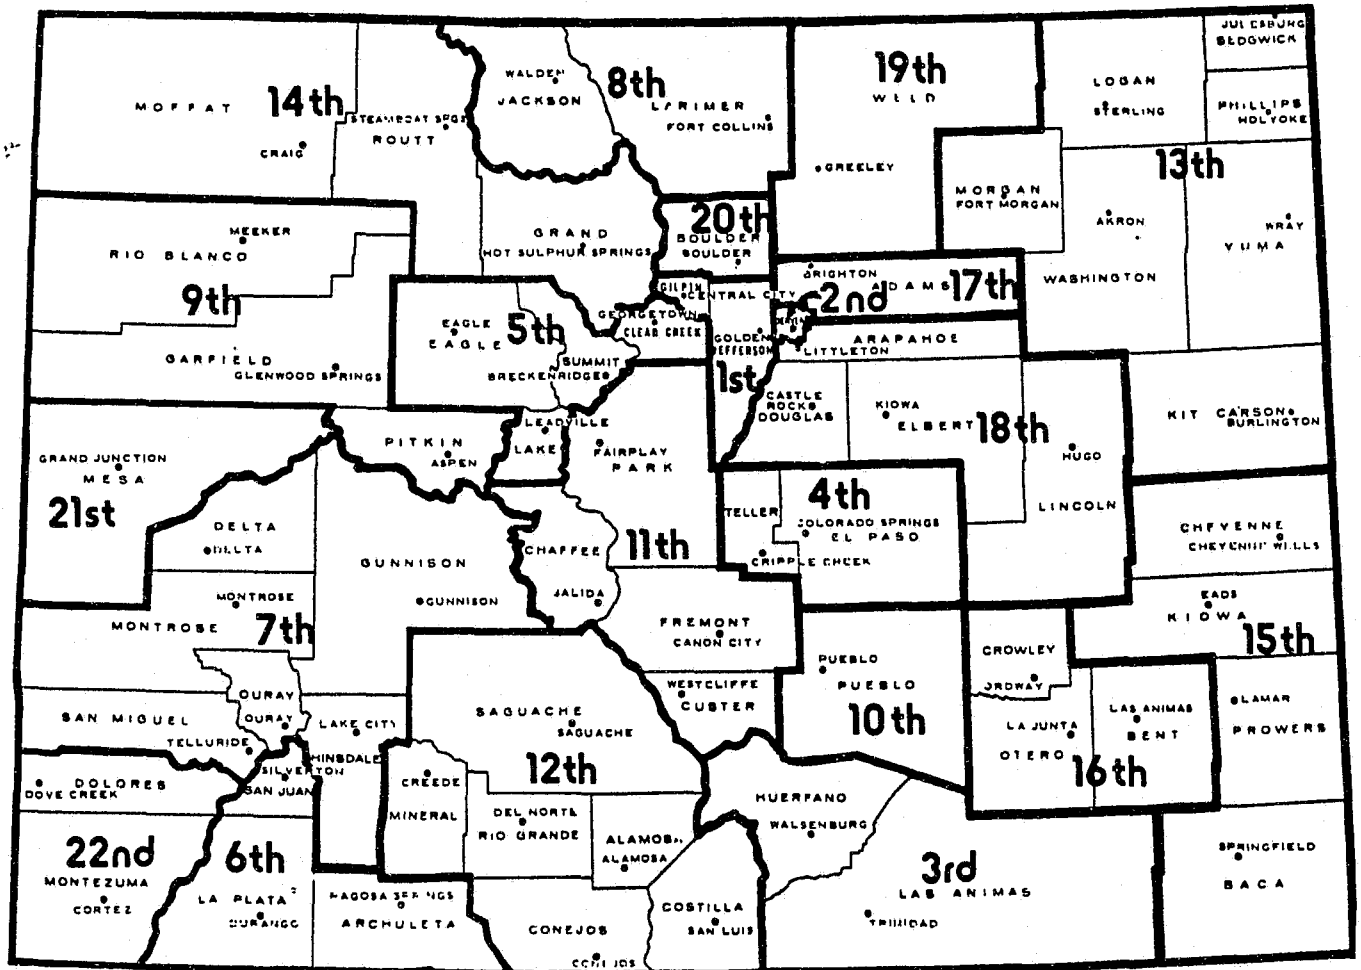 JULESBURG
SEDGWICK
14th
MOFFAT
CRAIG
STEAMBOAT SPGS
ROUTT
WALDEN
JACKSON
8th
LARIMER
FORT COLLINS
19th
WELD
GREELEY
LOGAN
STERLING
PHILLIPS
HOLYOKE
13th
MORGAN
FORT MORGAN
AKRON
WASHINGTON
WRAY
YUMA
MEEKER
RIO BLANCO
9th
GARFIELD
GLENWOOD SPRINGS
GRAND
HOT SULPHUR SPRINGS
20th
BOULDER
BOULDER
GILPIN
CENTRAL CITY
GEORGETOWN
CLEAR CREEK
BRIGHTON
ADAMS
17th
2nd
DENVER
EAGLE
EAGLE
5th
SUMMIT
BRECKENRIDGE
GOLDEN
JEFFERSON
1st
ARAPAHOE
LITTLETON
CASTLE
ROCK
DOUGLAS
KIOWA
ELBERT
18th
HUGO
LINCOLN
KIT CARSON
BURLINGTON
GRAND JUNCTION
MESA
21st
PITKIN
ASPEN
LEADVILLE
LAKE
FAIRPLAY
PARK
DELTA
DELTA
GUNNISON
GUNNISON
CHAFFEE
SALIDA
11th
TELLER
CRIPPLE CREEK
4th
COLORADO SPRINGS
EL PASO
CHEYENNE
CHEYENNE WELLS
EADS
KIOWA
15th
MONTROSE
MONTROSE
7th
FREMONT
CANON CITY
PUEBLO
PUEBLO
10th
CROWLEY
ORDWAY
WESTCLIFFE
CUSTER
SAN MIGUEL
TELLURIDE
OURAY
OURAY
LAKE CITY
HINSDALE
SAGUACHE
SAGUACHE
12th
LA JUNTA
OTERO
LAS ANIMAS
BENT
16th
LAMAR
PROWERS
DOLORES
DOVE CREEK
SILVERTON
SAN JUAN
CREEDE
MINERAL
DEL NORTE
RIO GRANDE
ALAMOSA
ALAMOSA
HUERFANO
WALSENBURG
22nd
MONTEZUMA
CORTEZ
6th
LA PLATA
DURANGO
PAGOSA SPRINGS
ARCHULETA
CONEJOS
CONEJOS
COSTILLA
SAN LUIS
3rd
LAS ANIMAS
TRINIDAD
SPRINGFIELD
BACA